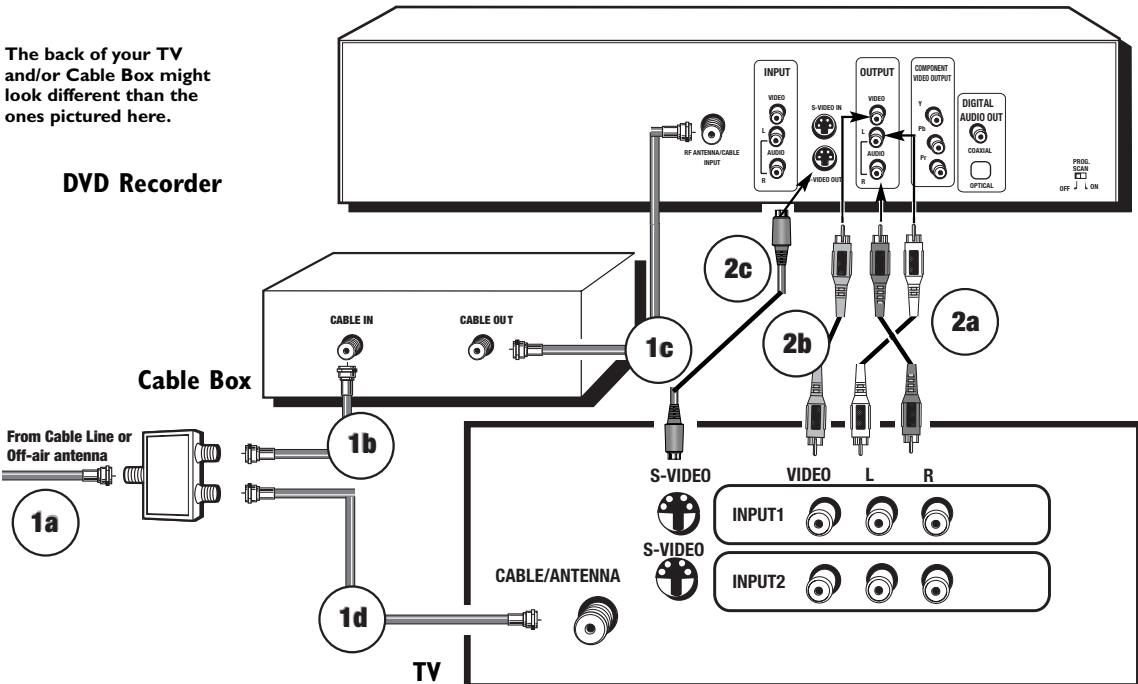 The back of your TV
and/or Cable Box might
look different than the
ones pictured here.
DVD Recorder
INPUT
VIDEO
L
AUDIO
R
RF ANTENNA/CABLE
INPUT
S-VIDEO IN
S-VIDEO OUT
OUTPUT
VIDEO
L
AUDIO
R
COMPONENT
VIDEO OUTPUT
Y
Pb
Pr
DIGITAL
AUDIO OUT
COAXIAL
OPTICAL
PROG.
SCAN
OFF ON
2c
2b
2a
CABLE IN
CABLE OUT
1c
Cable Box
From Cable Line or
Off-air antenna
1a
1b
1d
S-VIDEO
VIDEO L R
INPUT1
S-VIDEO
INPUT2
CABLE/ANTENNA
TV